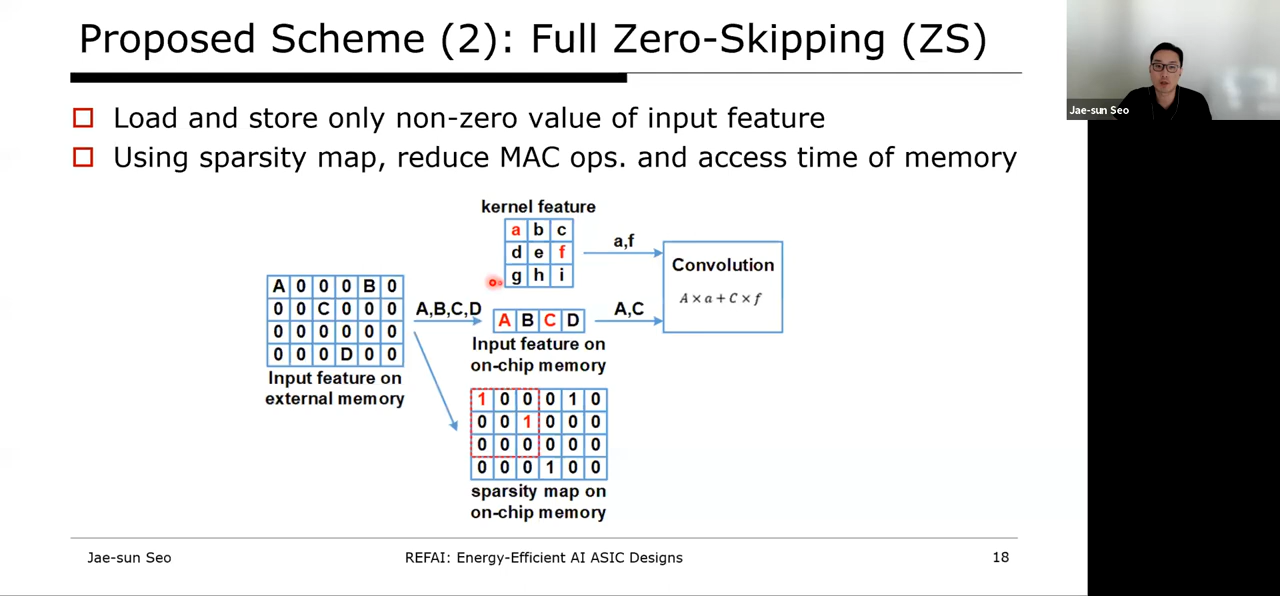 Proposed Scheme (2): Full Zero-Skipping (ZS)
Jae-sun Seo
Load and store only non-zero value of input feature
Using sparsity map, reduce MAC ops. and access time of memory
kernel feature
a b c
d e f
g h i
a,f
Convolution
A × a + C × f
A 0 0 0 B 0
0 0 C 0 0 0
0 0 0 0 0 0
0 0 0 D 0 0
Input feature on
external memory
A,B,C,D
A B C D
A,C
Input feature on
on-chip memory
1 0 0 0 1 0
0 0 1 0 0 0
0 0 0 0 0 0
0 0 0 1 0 0
sparsity map on
on-chip memory
Jae-sun Seo
REFAI: Energy-Efficient AI ASIC Designs
18